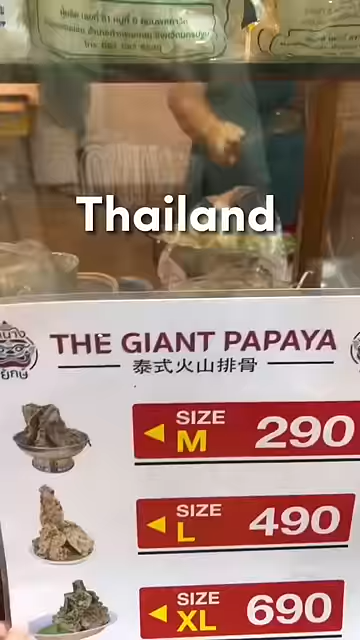 Thailand
THE GIANT PAPAYA
泰式火山排骨
SIZE
M
290
SIZE
L
490
SIZE
XL
690